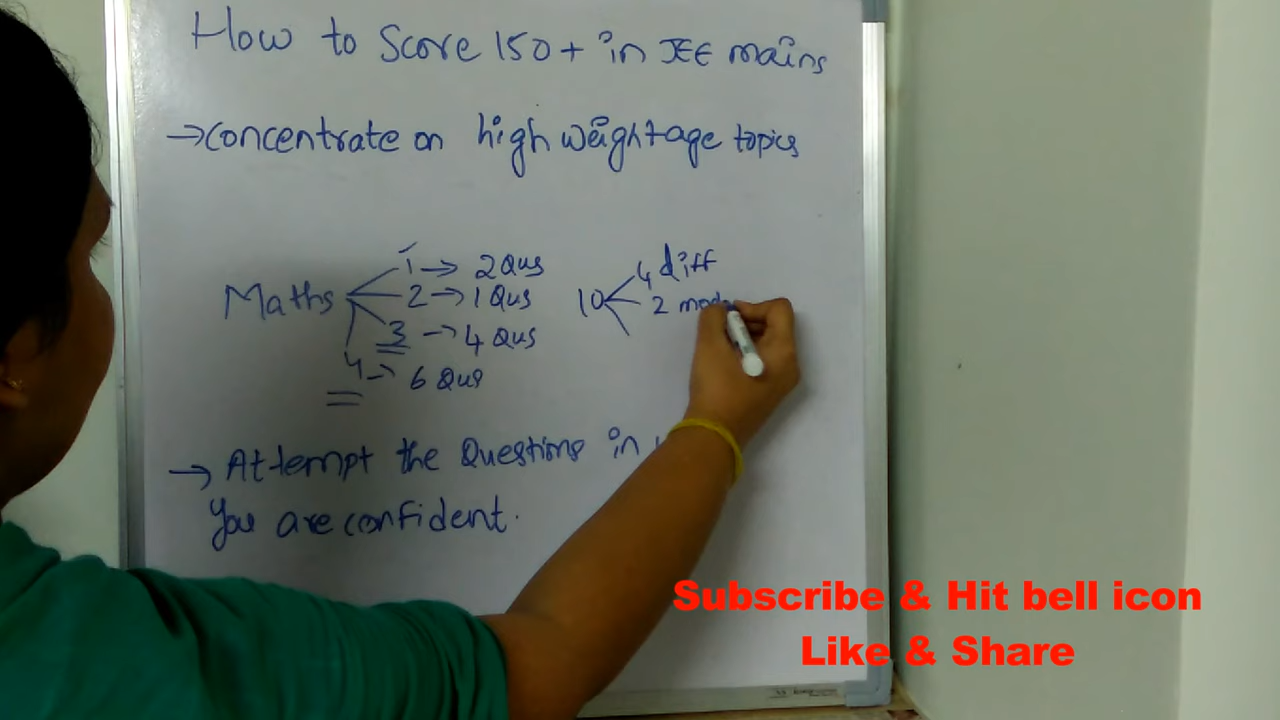 How to Score 150+ in JEE mains
→ Concentrate on high weightage topics
Maths
1 → 2 Qus
2 → 1 Qus
3 → 4 Qus
4 → 6 Qus
10
4 diff
2
→ Attempt the Questions in
You are confident.
Subscribe & Hit bell icon
Like & Share